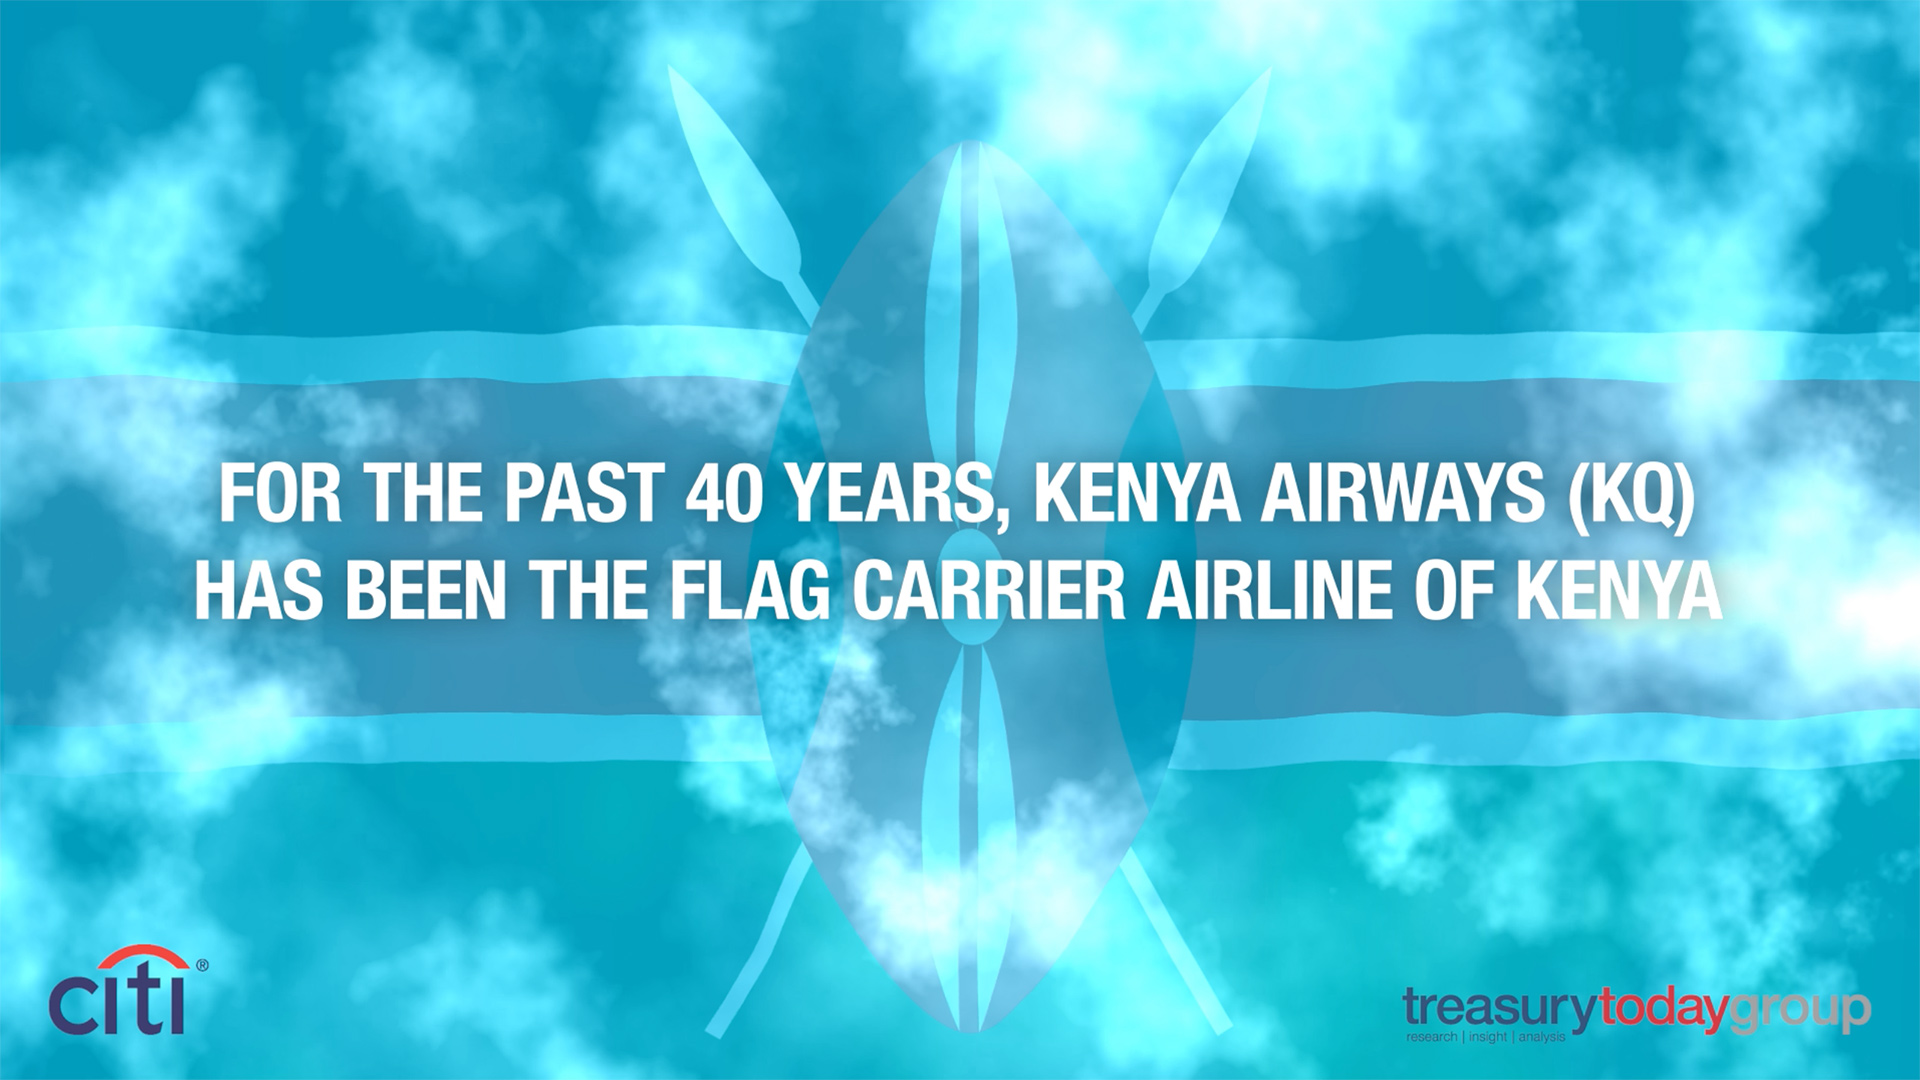 FOR THE PAST 40 YEARS, KENYA AIRWAYS (KQ)
HAS BEEN THE FLAG CARRIER AIRLINE OF KENYA
citi®
treasurytodaygroup
research | insight | analysis